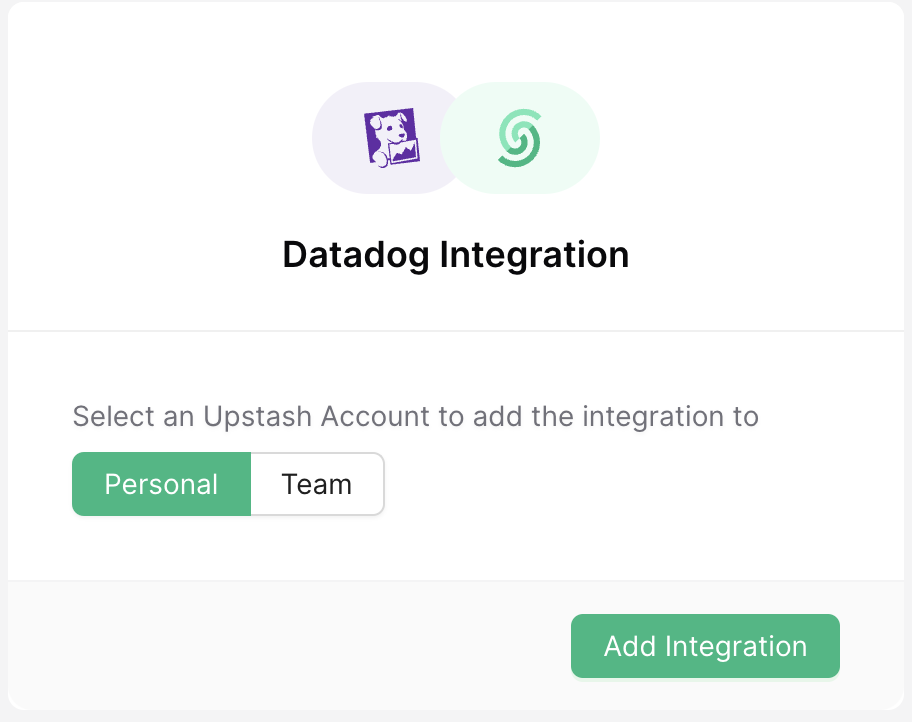 Datadog Integration
Select an Upstash Account to add the integration to
Personal Team
Add Integration